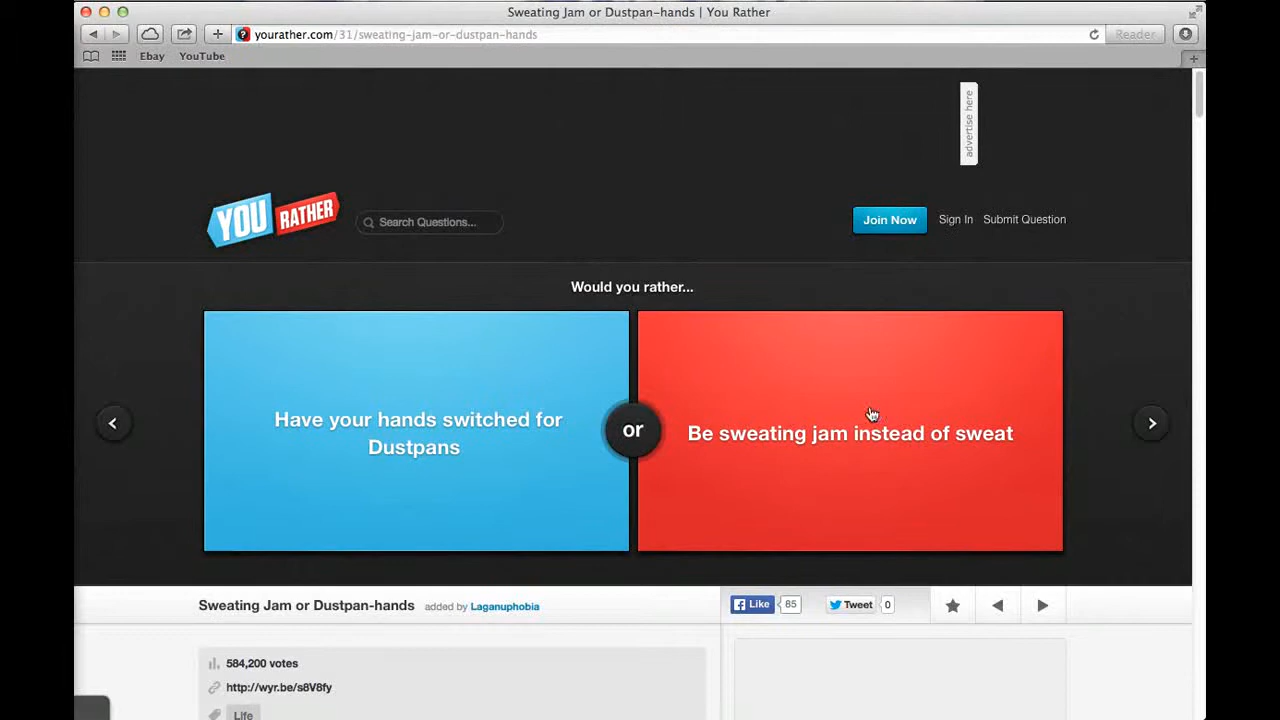 Sweating Jam or Dustpan-hands | You Rather
yourather.com/31/sweating-jam-or-dustpan-hands
Reader
Ebay
YouTube
advertise here
YOU RATHER
Search Questions...
Join Now
Sign In
Submit Question
Would you rather...
Have your hands switched for
Dustpans
or
Be sweating jam instead of sweat
Sweating Jam or Dustpan-hands
added by Laganuphobia
Like
85
Tweet
0
584,200 votes
http://wyr.be/s8V8fy
Life